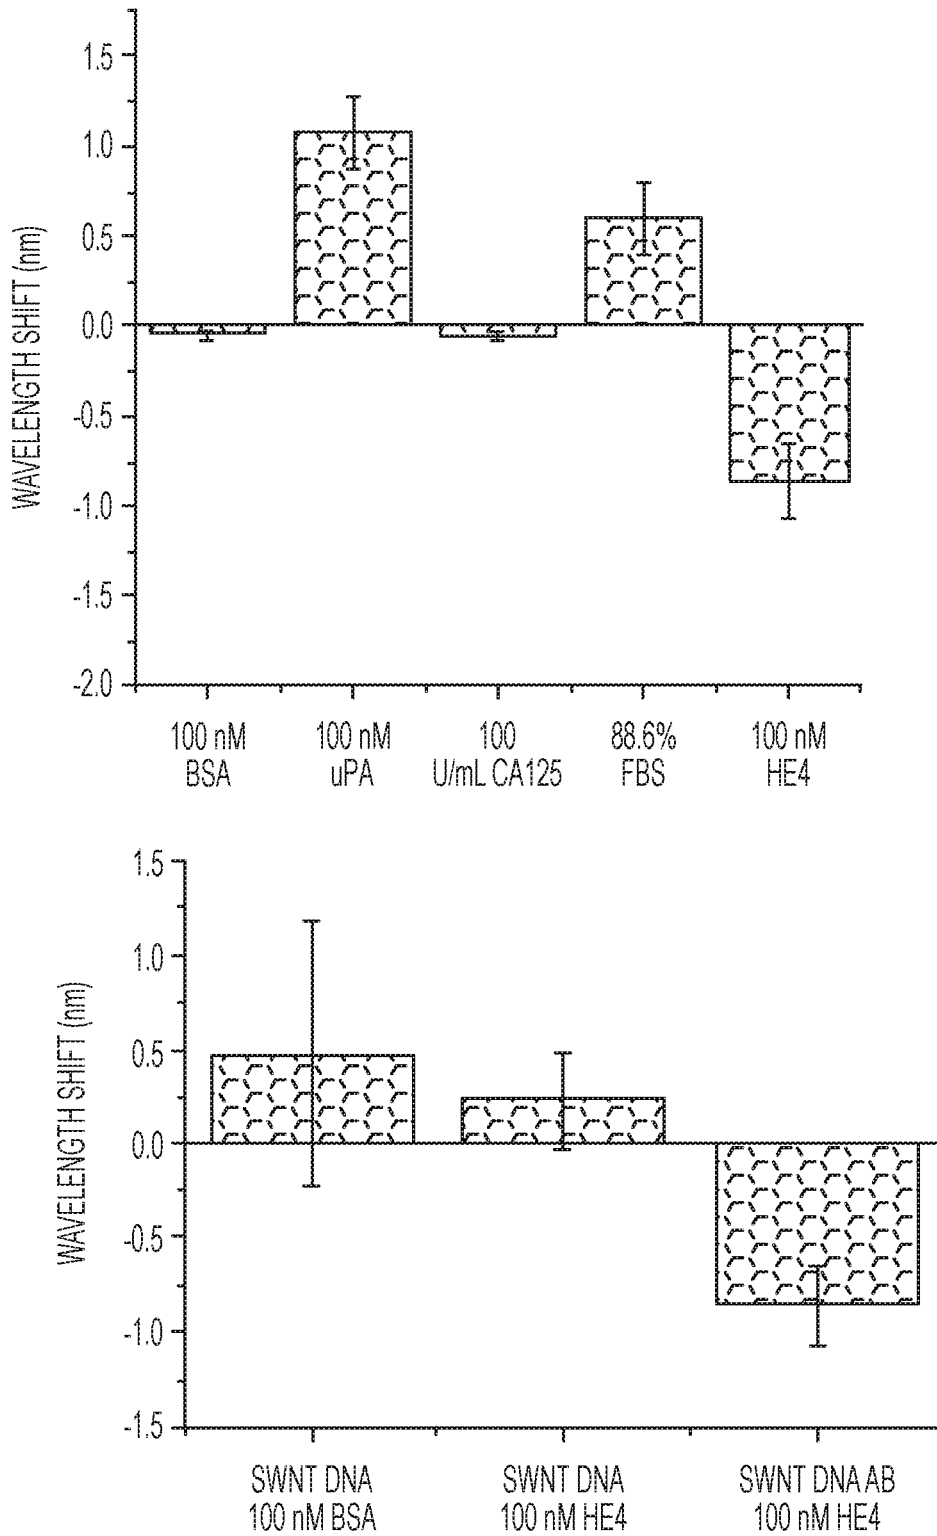 WAVELENGTH SHIFT (nm)
1.5
1.0
0.5
0.0
-0.5
-1.0
-1.5
-2.0
100 nM
BSA
100 nM
uPA
100
U/mL CA125
88.6%
FBS
100 nM
HE4
WAVELENGTH SHIFT (nm)
1.5
1.0
0.5
0.0
-0.5
-1.0
-1.5
SWNT DNA
100 nM BSA
SWNT DNA
100 nM HE4
SWNT DNA AB
100 nM HE4